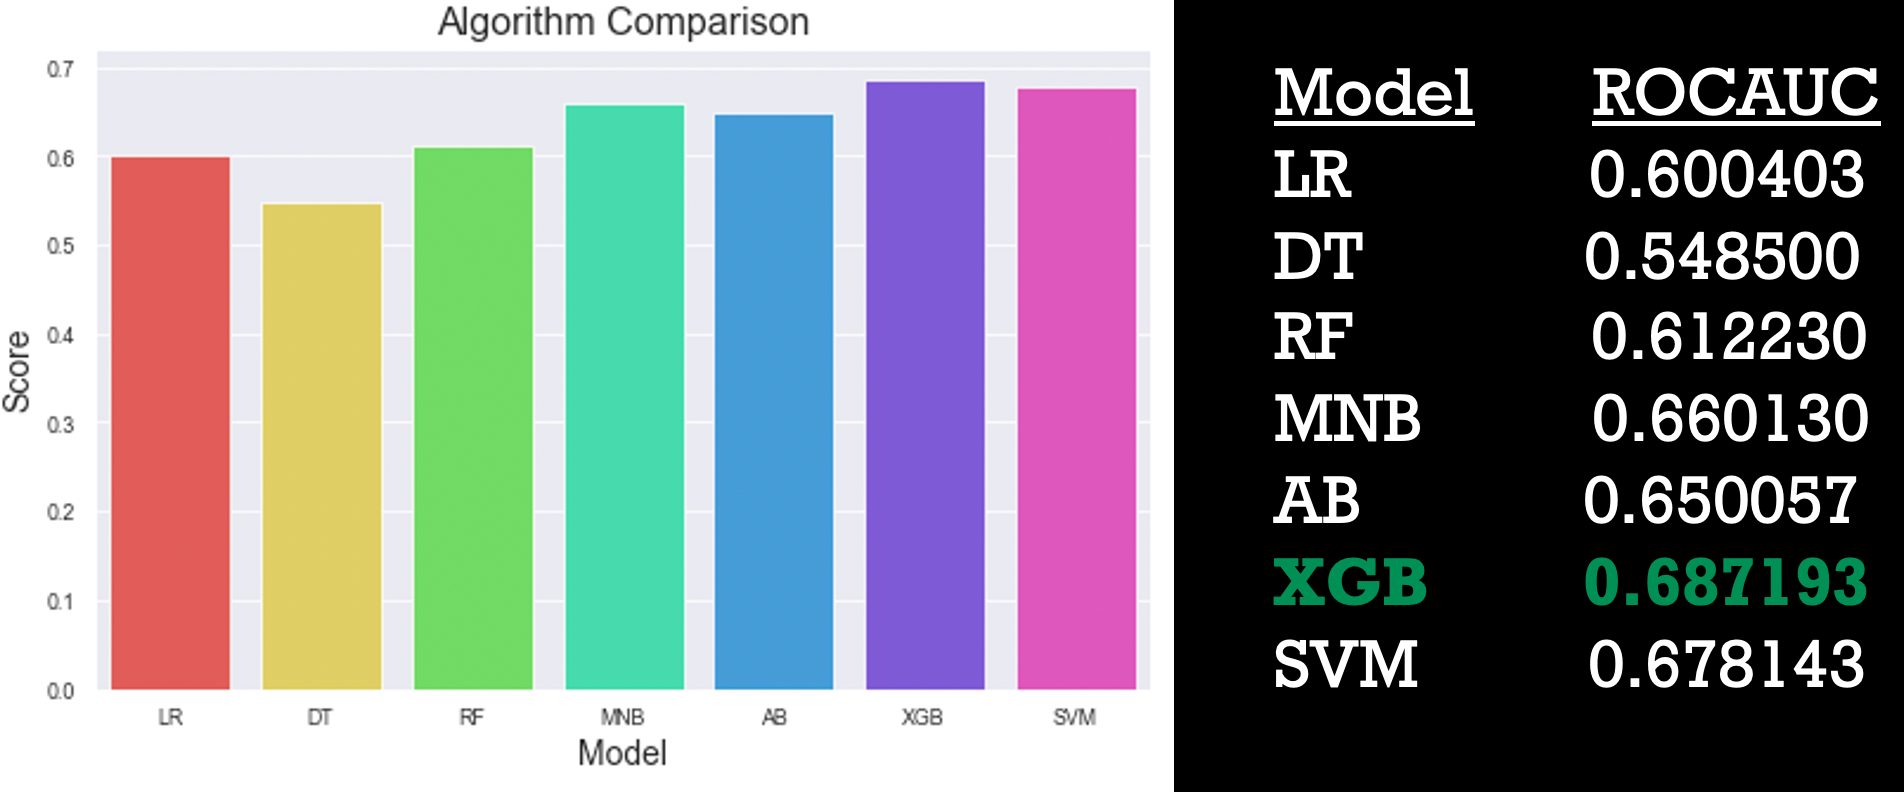 Algorithm Comparison
0.7
0.6
0.5
0.4
0.3
0.2
0.1
0.0
Score
LR DT RF MNB AB XGB SVM
Model
Model ROCAUC
LR 0.600403
DT 0.548500
RF 0.612230
MNB 0.660130
AB 0.650057
XGB 0.687193
SVM 0.678143